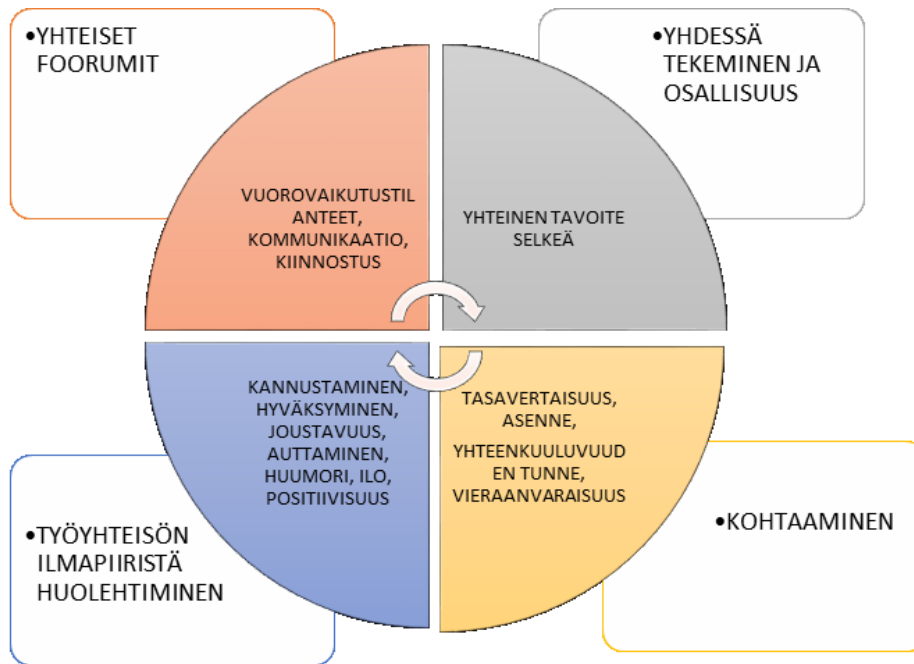 •YHTEISET
FOORUMIT
•YHDESSÄ
TEKEMINEN JA
OSALLISUUS
VUOROVAIKUTUSTIL
ANTEET,
KOMMUNIKAATIO,
KIINNOSTUS
YHTEINEN TAVOITE
SELKEÄ
KANNUSTAMINEN,
HYVÄKSYMINEN,
JOUSTAVUUS,
AUTTAMINEN,
HUUMORI, ILO,
POSITIIVISUUS
TASAVERTAISUUS,
ASENNE,
YHTEENKUULUVUUD
EN TUNNE,
VIERAANVARAISUUS
•TYÖYHTEISÖN
ILMAPIIRISTÄ
HUOLEHTIMINEN
•KOHTAAMINEN